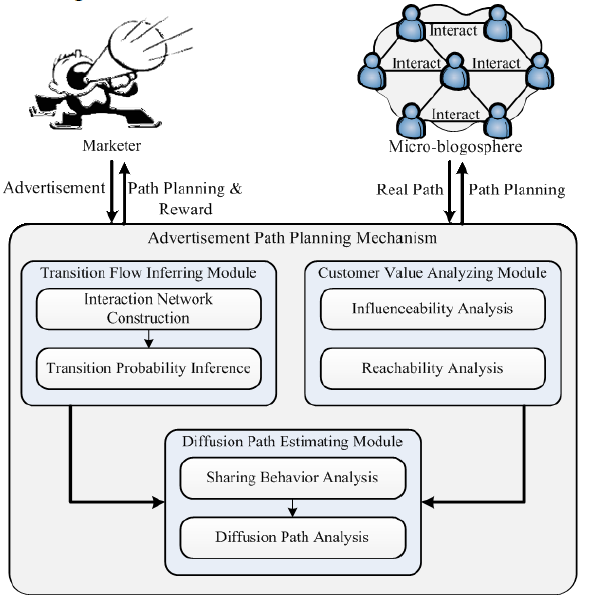 Interact
Interact
Interact
Interact
Marketer
Micro-blogosphere
Advertisement
Path Planning &
Reward
Real Path
Path Planning
Advertisement Path Planning Mechanism
Transition Flow Inferring Module
Interaction Network
Construction
Transition Probability Inference
Customer Value Analyzing Module
Influenceability Analysis
Reachability Analysis
Diffusion Path Estimating Module
Sharing Behavior Analysis
Diffusion Path Analysis